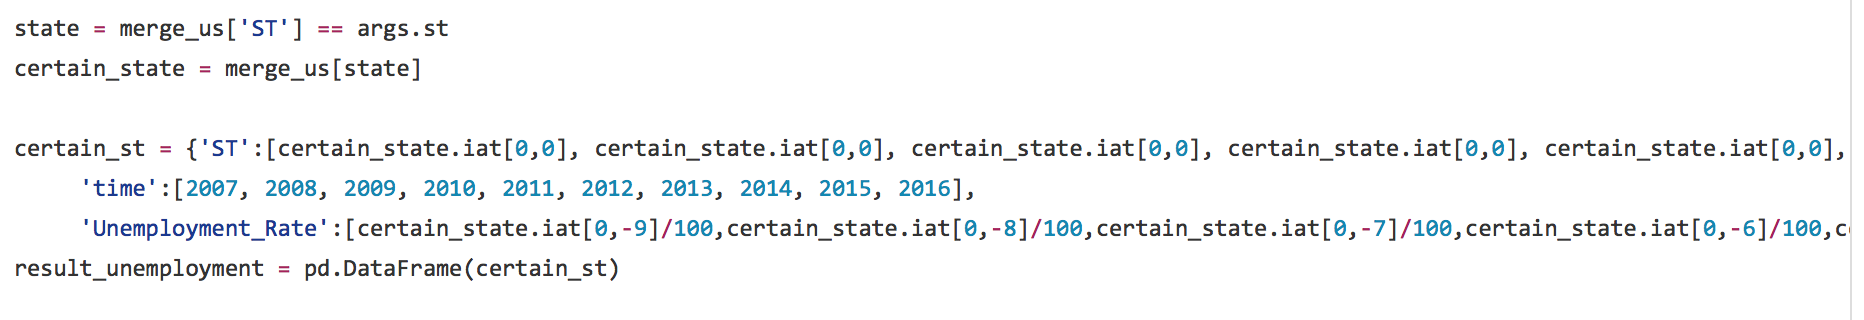 state = merge_us['ST'] == args.st
certain_state = merge_us[state]
certain_st = {'ST':[certain_state.iat[0,0], certain_state.iat[0,0], certain_state.iat[0,0], certain_state.iat[0,0], certain_state.iat[0,0],
'time':[2007, 2008, 2009, 2010, 2011, 2012, 2013, 2014, 2015, 2016],
'Unemployment_Rate':[certain_state.iat[0,-9]/100,certain_state.iat[0,-8]/100,certain_state.iat[0,-7]/100,certain_state.iat[0,-6]/100,c
result_unemployment = pd.DataFrame(certain_st)